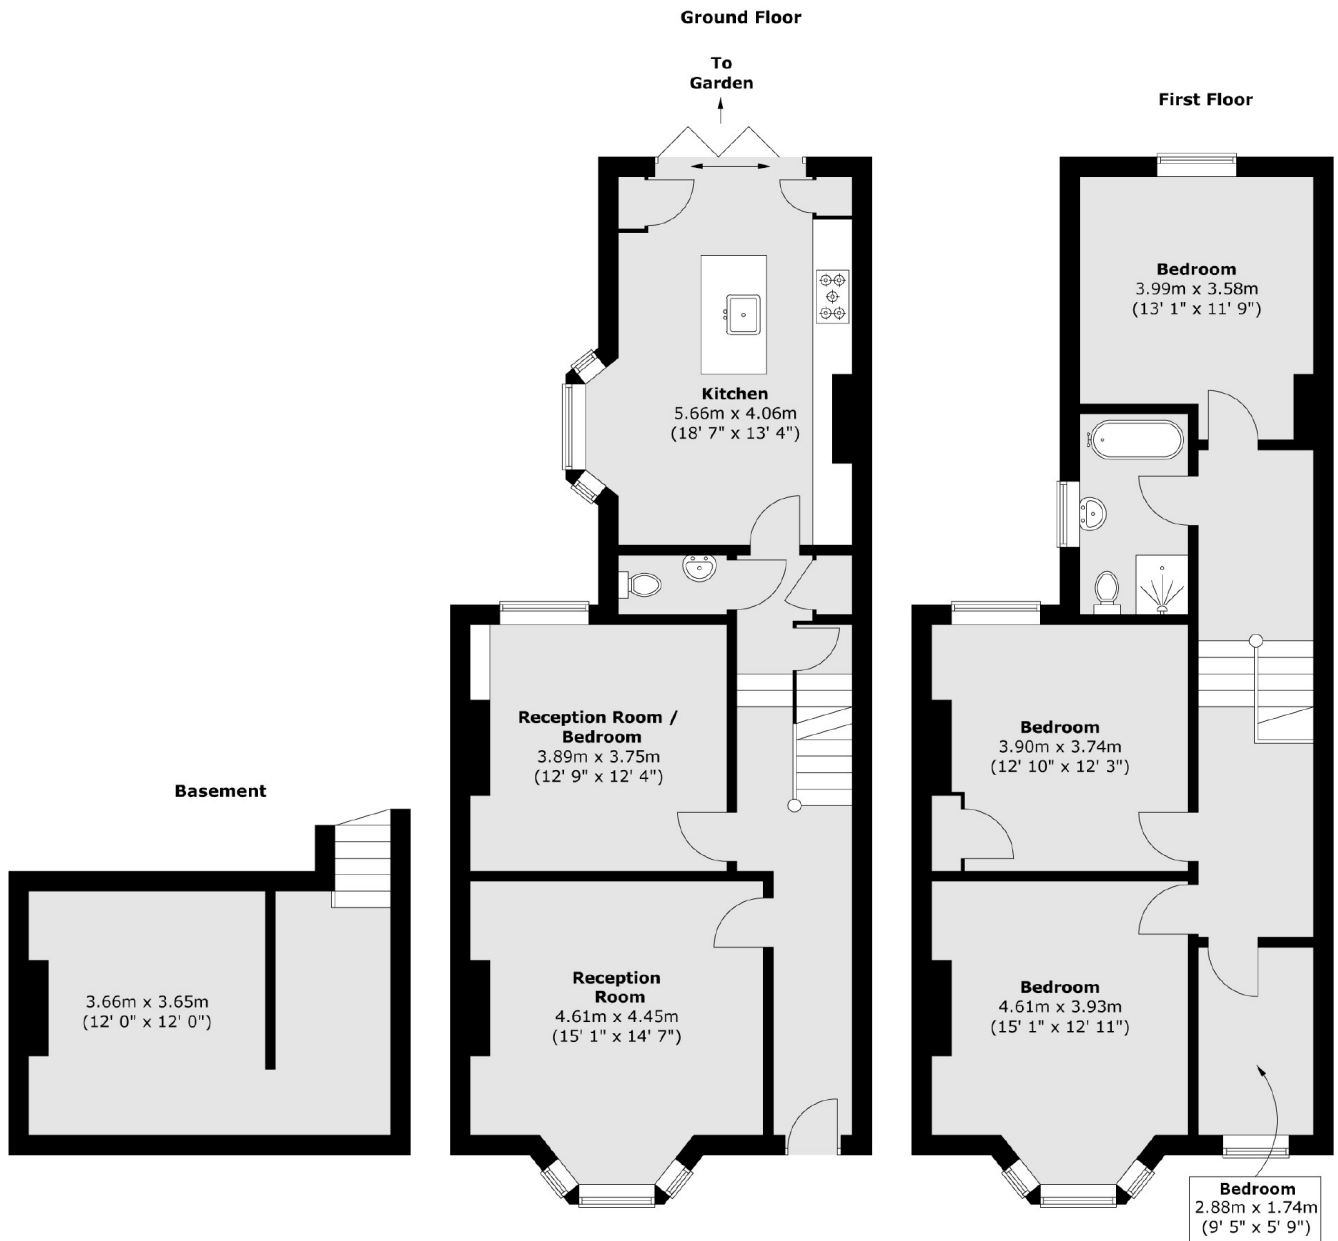 Ground Floor
To
Garden
Kitchen
5.66m x 4.06m
(18' 7" x 13' 4")
Reception Room /
Bedroom
3.89m x 3.75m
(12' 9" x 12' 4")
Reception
Room
4.61m x 4.45m
(15' 1" x 14' 7")
First Floor
Bedroom
3.99m x 3.58m
(13' 1" x 11' 9")
Bedroom
3.90m x 3.74m
(12' 10" x 12' 3")
Bedroom
4.61m x 3.93m
(15' 1" x 12' 11")
Bedroom
2.88m x 1.74m
(9' 5" x 5' 9")
Basement
3.66m x 3.65m
(12' 0" x 12' 0")